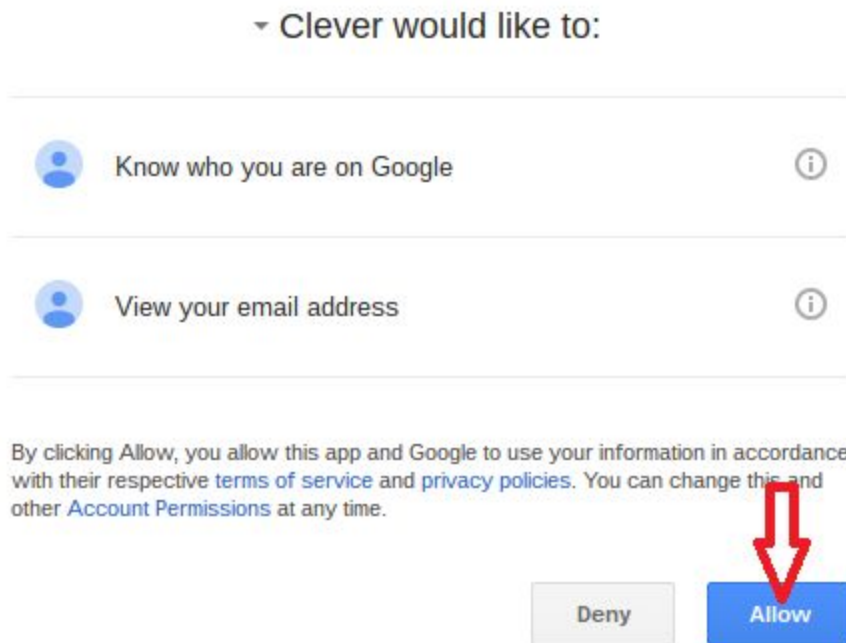 Clever would like to:
Know who you are on Google
View your email address
By clicking Allow, you allow this app and Google to use your information in accordance
with their respective terms of service and privacy policies. You can change this and
other Account Permissions at any time.
Deny
Allow